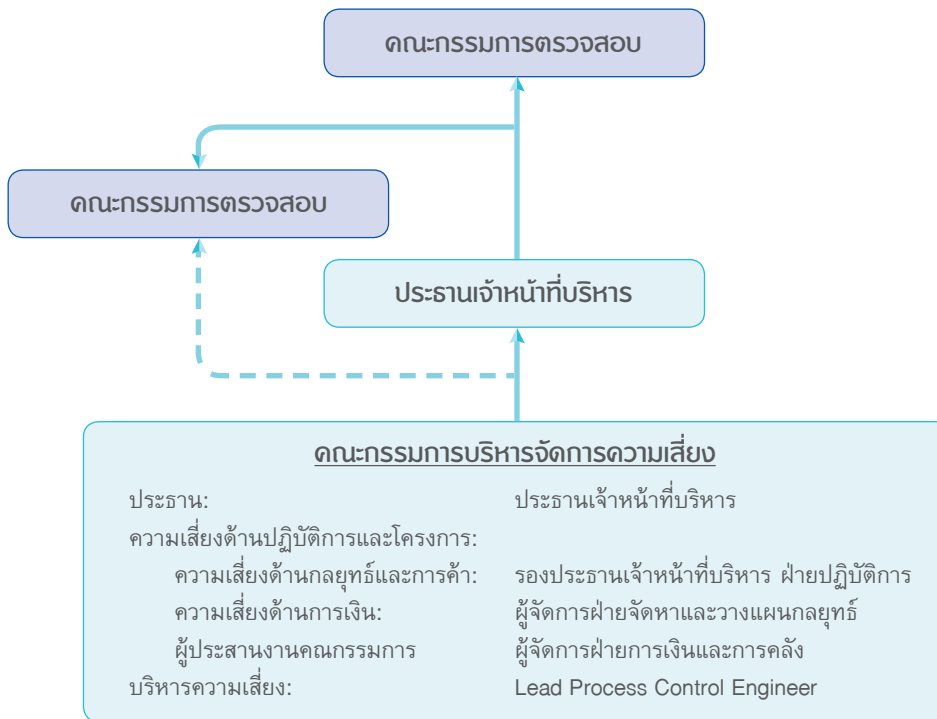 คณะกรรมการตรวจสอบ
คณะกรรมการตรวจสอบ
ประธานเจ้าหน้าที่บริหาร
คณะกรรมการบริหารจัดการความเสี่ยง
ประธาน: ประธานเจ้าหน้าที่บริหาร
ความเสี่ยงด้านปฏิบัติการและโครงการ:
ความเสี่ยงด้านกลยุทธ์และการค้า: รองประธานเจ้าหน้าที่บริหาร ฝ่ายปฏิบัติการ
ความเสี่ยงด้านการเงิน: ผู้จัดการฝ่ายจัดหาและวางแผนกลยุทธ์
ผู้ประสานงานคณกรรมการ ผู้จัดการฝ่ายการเงินและการคลัง
บริหารความเสี่ยง: Lead Process Control Engineer